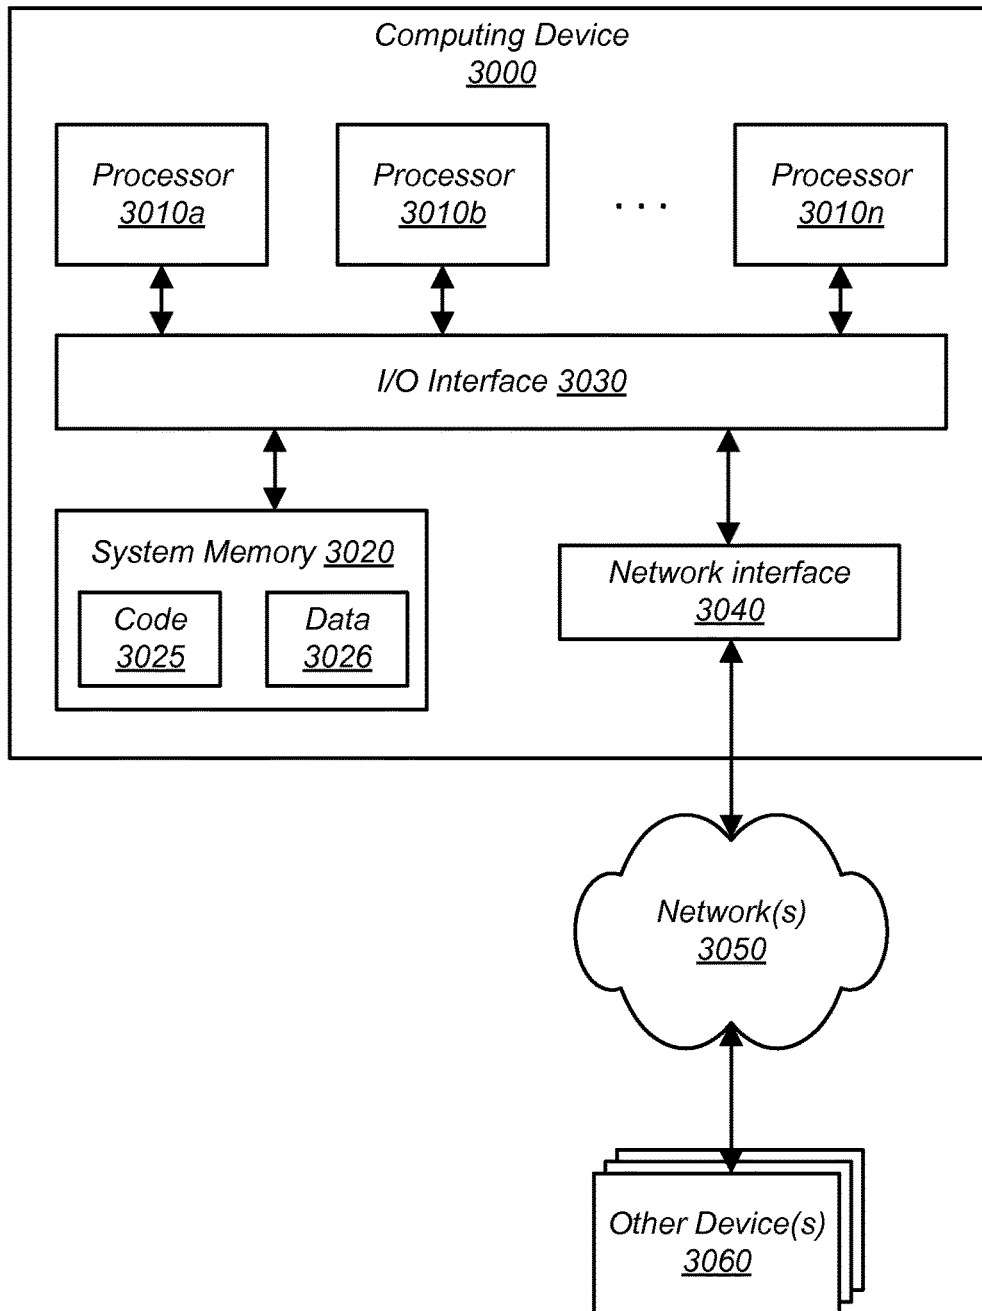 Computing Device
3000
Processor
3010a
Processor
3010b
. . .
Processor
3010n
I/O Interface 3030
System Memory 3020
Code
3025
Data
3026
Network interface
3040
Network(s)
3050
Other Device(s)
3060